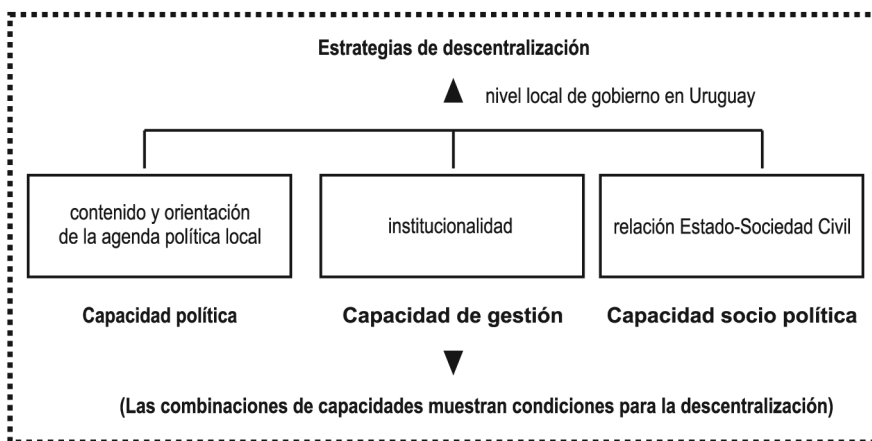 Estrategias de descentralización
nivel local de gobierno en Uruguay
contenido y orientación
de la agenda política local
institucionalidad
relación Estado-Sociedad Civil
Capacidad política
Capacidad de gestión
Capacidad socio política
(Las combinaciones de capacidades muestran condiciones para la descentralización)